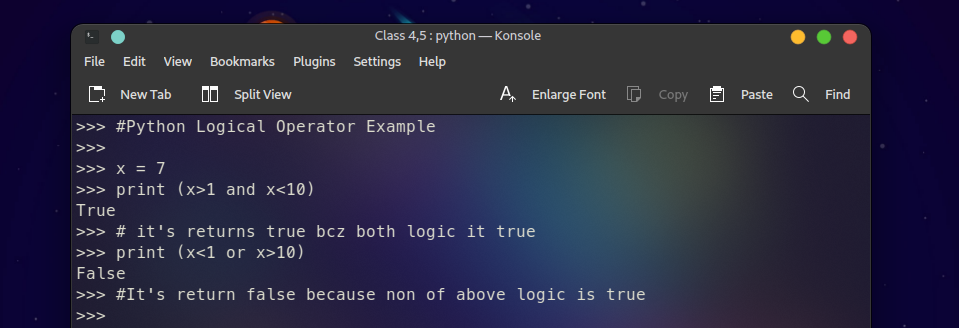 Class 4,5 : python — Konsole
File Edit View Bookmarks Plugins Settings Help
New Tab Split View Enlarge Font Copy Paste Find
>>> #Python Logical Operator Example
>>>
>>> x = 7
>>> print (x>1 and x<10)
True
>>> # it's returns true bcz both logic it true
>>> print (x<1 or x>10)
False
>>> #It's return false because non of above logic is true
>>>